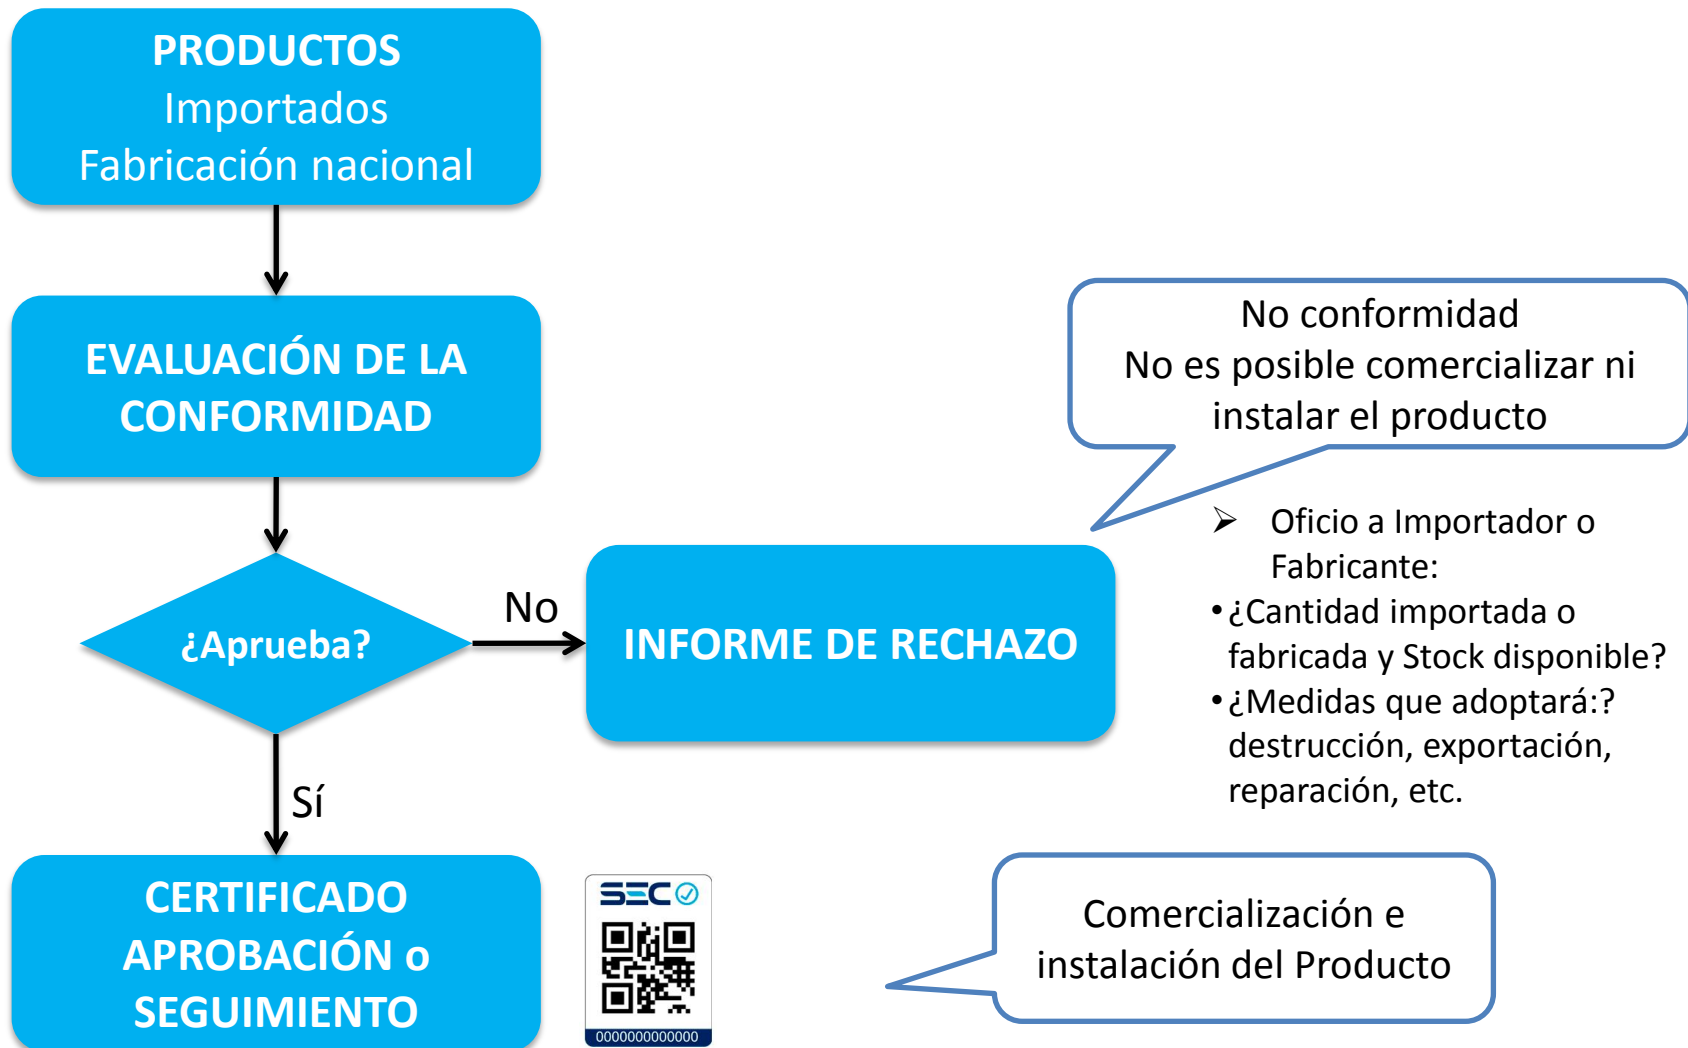 PRODUCTOS
Importados
Fabricación nacional
EVALUACIÓN DE LA
CONFORMIDAD
No conformidad
No es posible comercializar ni
instalar el producto
¿Aprueba?
No
INFORME DE RECHAZO
➢ Oficio a Importador o
Fabricante:
• ¿Cantidad importada o
fabricada y Stock disponible?
• ¿Medidas que adoptará:?
destrucción, exportación,
reparación, etc.
Sí
CERTIFICADO
APROBACIÓN o
SEGUIMIENTO
SEC
0000000000000
Comercialización e
instalación del Producto